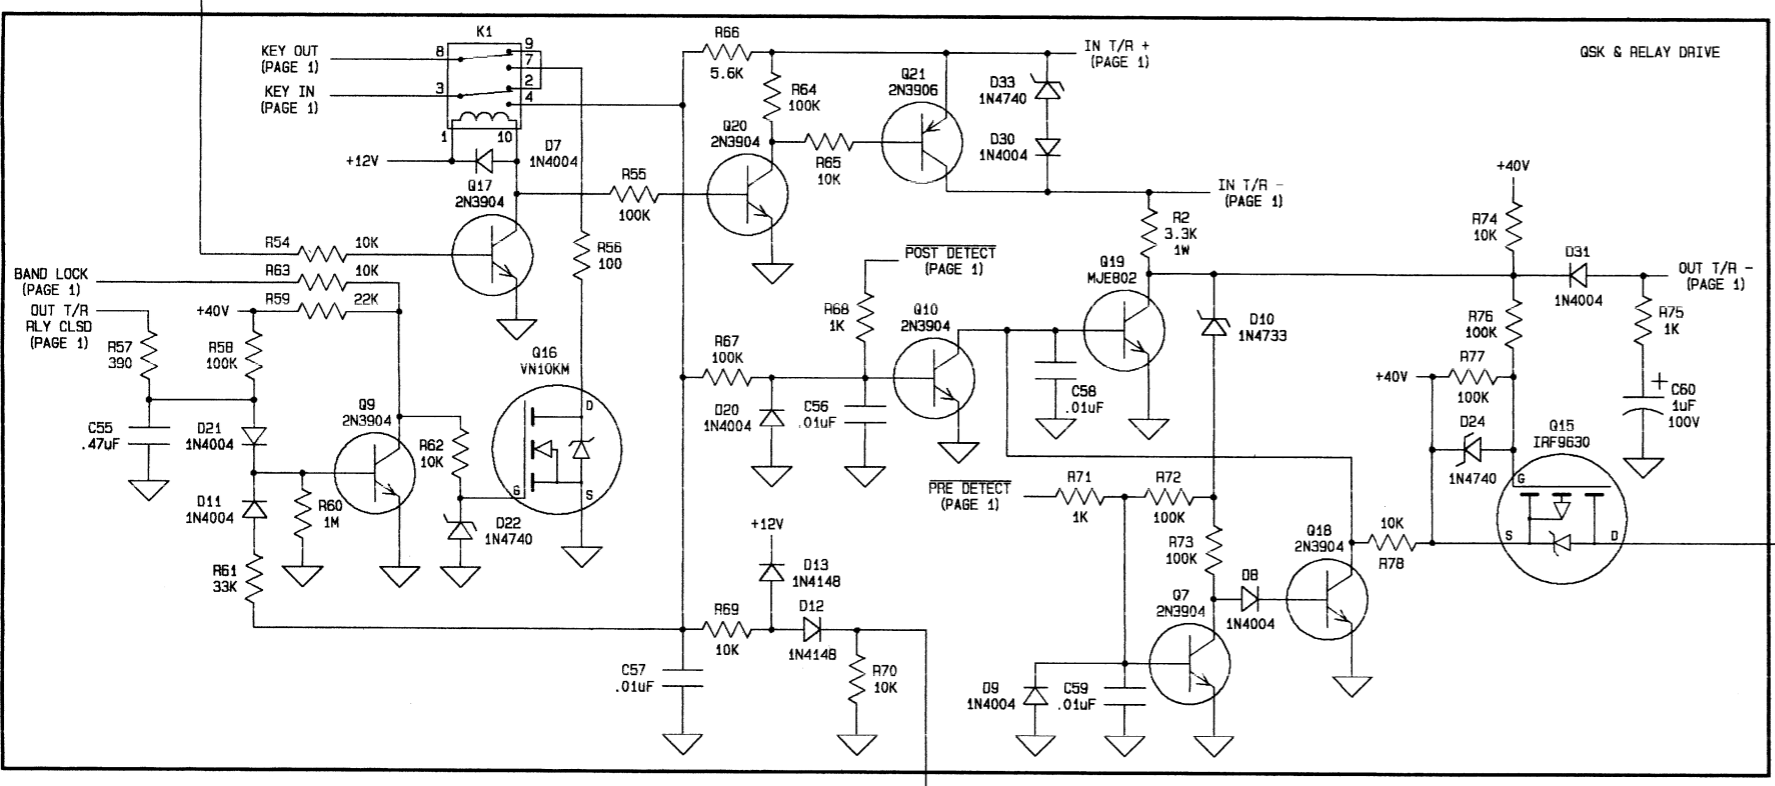 QSK & RELAY DRIVE
K1
8
9
7
2
3
4
1
10
KEY OUT
(PAGE 1)
KEY IN
(PAGE 1)
+12V
D7
1N4004
Q17
2N3904
R54
10K
R63
10K
R59
22K
BAND LOCK
(PAGE 1)
OUT T/R
RLY CLSD
(PAGE 1)
+40V
R57
390
R58
100K
C55
.47uF
D21
1N4004
D11
1N4004
R60
1M
R61
33K
Q9
2N3904
R62
10K
D22
1N4740
Q16
VN10KM
G
D
S
R56
100
R55
100K
R66
5.6K
R64
100K
Q20
2N3904
R65
10K
Q21
2N3906
D33
1N4740
D30
1N4004
IN T/R +
(PAGE 1)
IN T/R -
(PAGE 1)
R2
3.3K
1W
POST DETECT
(PAGE 1)
R68
1K
R67
100K
D20
1N4004
C56
.01uF
Q10
2N3904
C58
.01uF
Q19
MJE802
D10
1N4733
+40V
R74
10K
D31
1N4004
OUT T/R -
(PAGE 1)
R75
1K
+
C60
1uF
100V
R76
100K
R77
100K
+40V
D24
1N4740
Q15
IRF9630
G
S
D
PRE DETECT
(PAGE 1)
R71
1K
R72
100K
R73
100K
D8
1N4004
Q18
2N3904
10K
R78
Q7
2N3904
D9
1N4004
C59
.01uF
+12V
D13
1N4148
D12
1N4148
R69
10K
R70
10K
C57
.01uF